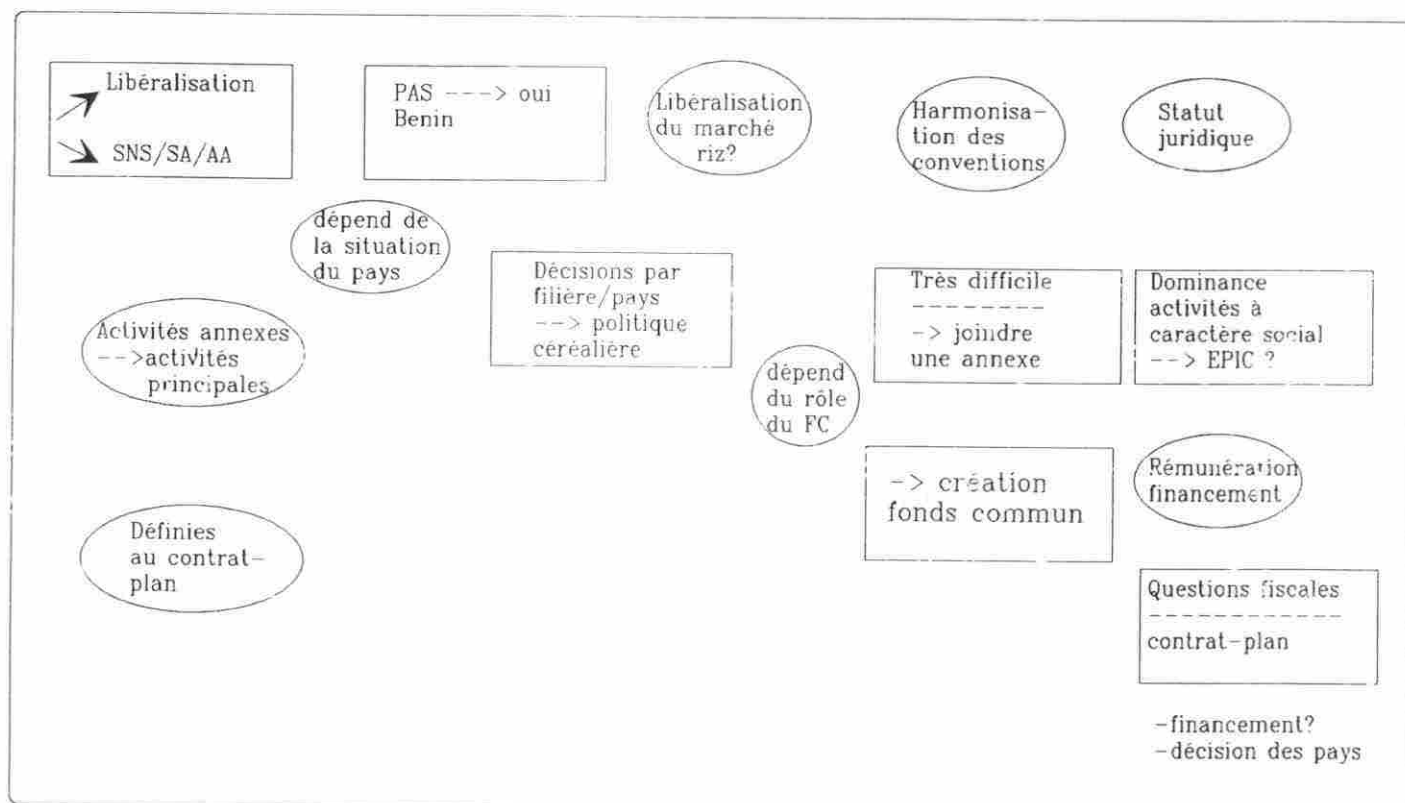 Libéralisation
SNS/SA/AA
PAS ---> oui
Benin
Libéralisation
du marché
riz?
Harmonisa-
tion des
conventions
Statut
juridique
dépend de
la situation
du pays
Décisions par
filière/pays
--> politique
céréalière
Très difficile
--------
-> joindre
une annexe
Dominance
activités à
caractère social
--> EPIC ?
Activités annexes
-->activités
principales
dépend
du rôle
du FC
-> création
fonds commun
Rémunération
financement
Définies
au contrat-
plan
Questions fiscales
-------------
contrat-plan
-financement?
-décision des pays